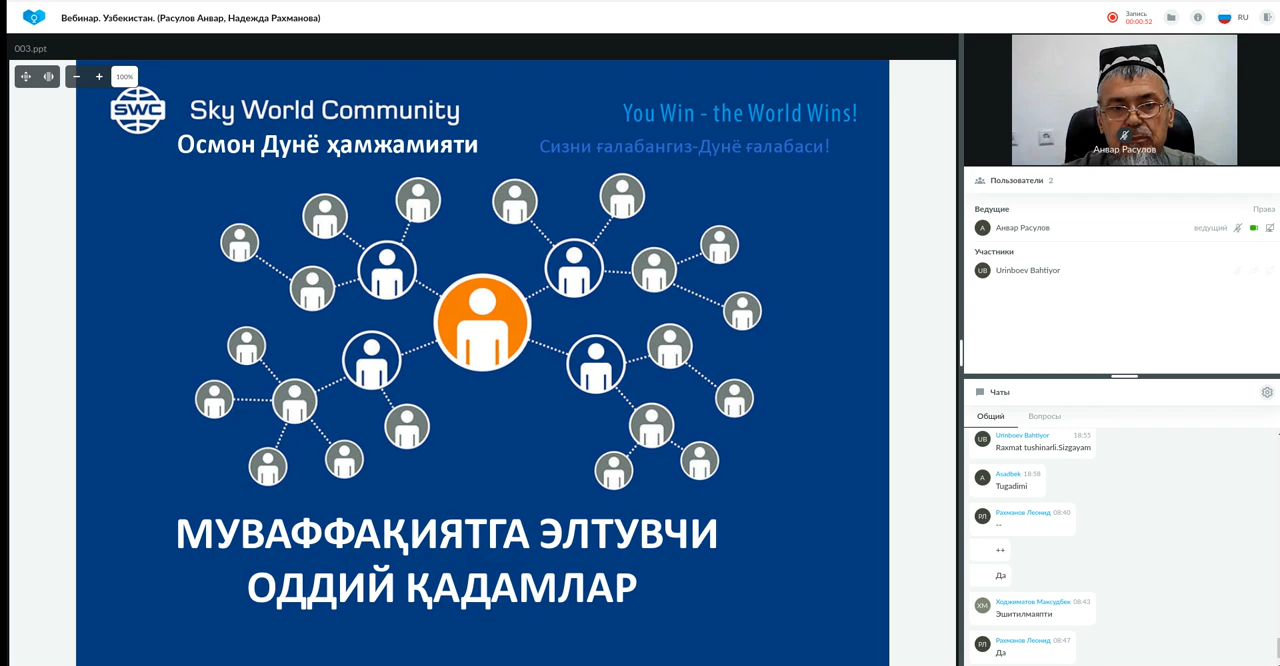 Вебинар. Узбекистан. (Расулов Анвар, Надежда Рахманова)
Запись
00:00:52
RU
003.ppt
100%
SWC
Sky World Community
You Win - the World Wins!
Осмон Дунё ҳамжамияти
Сизни ғалабангиз-Дунё ғалабаси!
МУВАФФАҚИЯТГА ЭЛТУВЧИ
ОДДИЙ ҚАДАМЛАР
Анвар Расулов
Пользователи 2
Ведущие
Права
А
Анвар Расулов
ведущий
Участники
UB
Urinboev Bahtiyor
Чаты
Общий
Вопросы
UB
Urinboev Bahtiyor 18:55
Raxmat tushinarli.Sizgayam
A
Asadbek 18:58
Tugadimi
РЛ
Рахманов Леонид 08:40
--
++
Да
ХМ
Ходжиматов Максудбек 08:43
Эшитилмаяпти
РЛ
Рахманов Леонид 08:47
Да